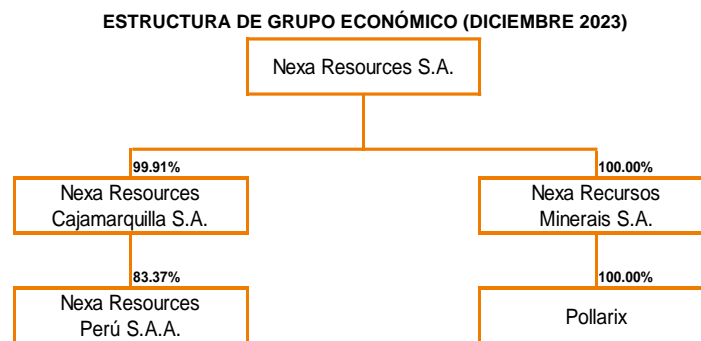 ESTRUCTURA DE GRUPO ECONÓMICO (DICIEMBRE 2023)
Nexa Resources S.A.
99.91%
100.00%
Nexa Resources
Cajamarquilla S.A.
Nexa Recursos
Minerais S.A.
83.37%
100.00%
Nexa Resources
Perú S.A.A.
Pollarix